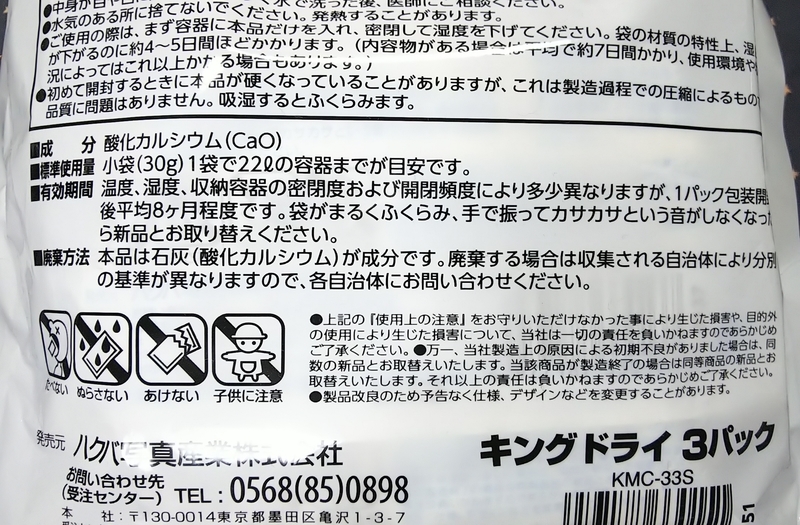 ●中身が
●水気のある所に捨てないでください。発熱することがあります。
●ご使用の際は、まず容器に本品だけを入れ、密閉して湿度を下げてください。袋の材質の特性上、湿
が下がるのに約4〜5日間ほどかかります。(内容物がある場合は平均で約7日間かかり、使用環境や
況によってはこれ以上かかる場合もあります。)
●初めて開封するときに本品が硬くなっていることがありますが、これは製造過程での圧縮によるもの
品質に問題はありません。吸湿するとふくらみます。
■成 分 酸化カルシウム(CaO)
■標準使用量 小袋(30g)1袋で22ℓの容器までが目安です。
■有効期間 温度、湿度、収納容器の密閉度および開閉頻度により多少異なりますが、1パック包装開
後平均8ヶ月程度です。袋がまるくふくらみ、手で振ってカサカサという音がしなくなった
ら新品とお取り替えください。
■廃棄方法 本品は石灰(酸化カルシウム)が成分です。廃棄する場合は収集される自治体により分別
の基準が異なりますので、各自治体にお問い合わせください。
たべない ぬらさない あけない 子供に注意
●上記の『使用上の注意』をお守りいただけなかった事により生じた損害や、目的外
の使用により生じた損害について、当社は一切の責任を負いかねますのであらかじめ
ご了承ください。●万一、当社製造上の原因による初期不良がありました場合は、同
数の新品とお取替えいたします。当該商品が製造終了の場合は同等商品の新品とお
取替えいたします。それ以上の責任は負いかねますのであらかじめご了承ください。
●製品改良のため予告なく仕様、デザインなどを変更することがあります。
発売元 ハクバ写真産業株式会社
お問い合わせ先
(受注センター) TEL:0568(85)0898
本 社:〒130-0014東京都墨田区亀沢1-3-7
キングドライ 3パック
KMC-33S
51